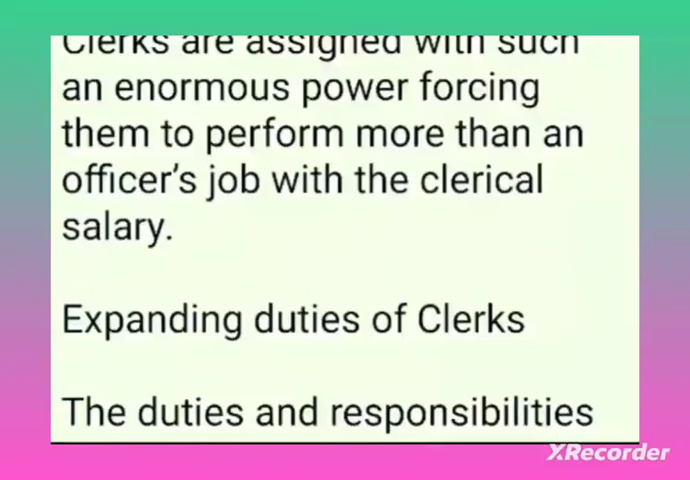 Clerks are assigned with such
an enormous power forcing
them to perform more than an
officer's job with the clerical
salary.
Expanding duties of Clerks
The duties and responsibilities
XRecorder